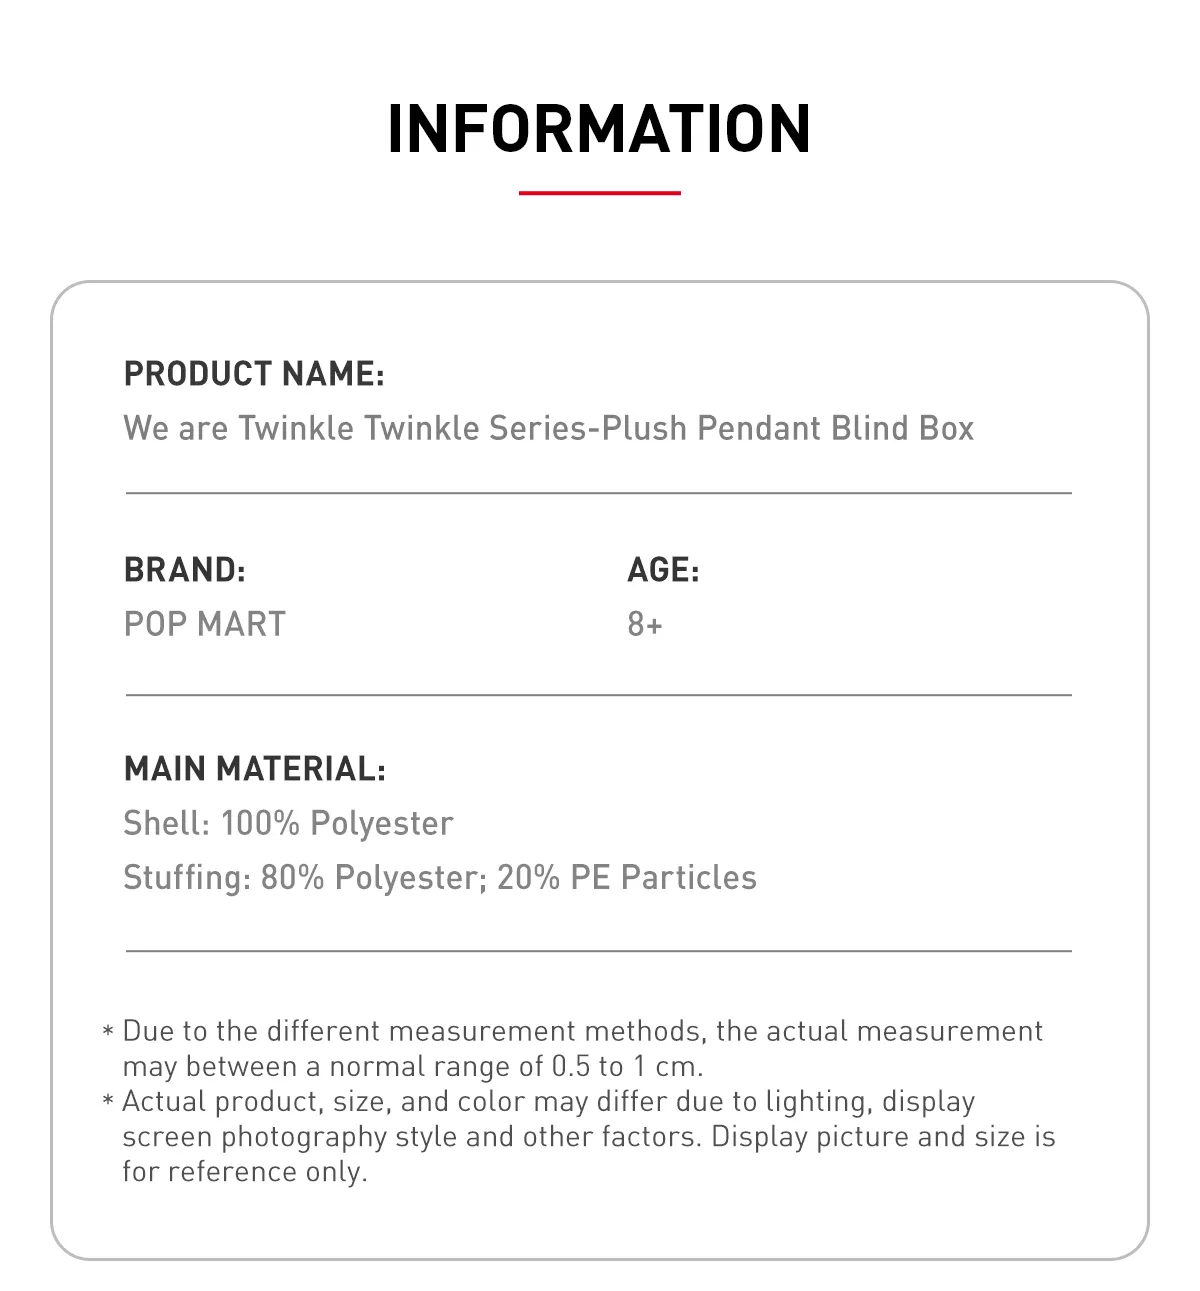 INFORMATION
PRODUCT NAME:
We are Twinkle Twinkle Series-Plush Pendant Blind Box
BRAND:
POP MART
AGE:
8+
MAIN MATERIAL:
Shell: 100% Polyester
Stuffing: 80% Polyester; 20% PE Particles
* Due to the different measurement methods, the actual measurement
may between a normal range of 0.5 to 1 cm.
* Actual product, size, and color may differ due to lighting, display
screen photography style and other factors. Display picture and size is
for reference only.